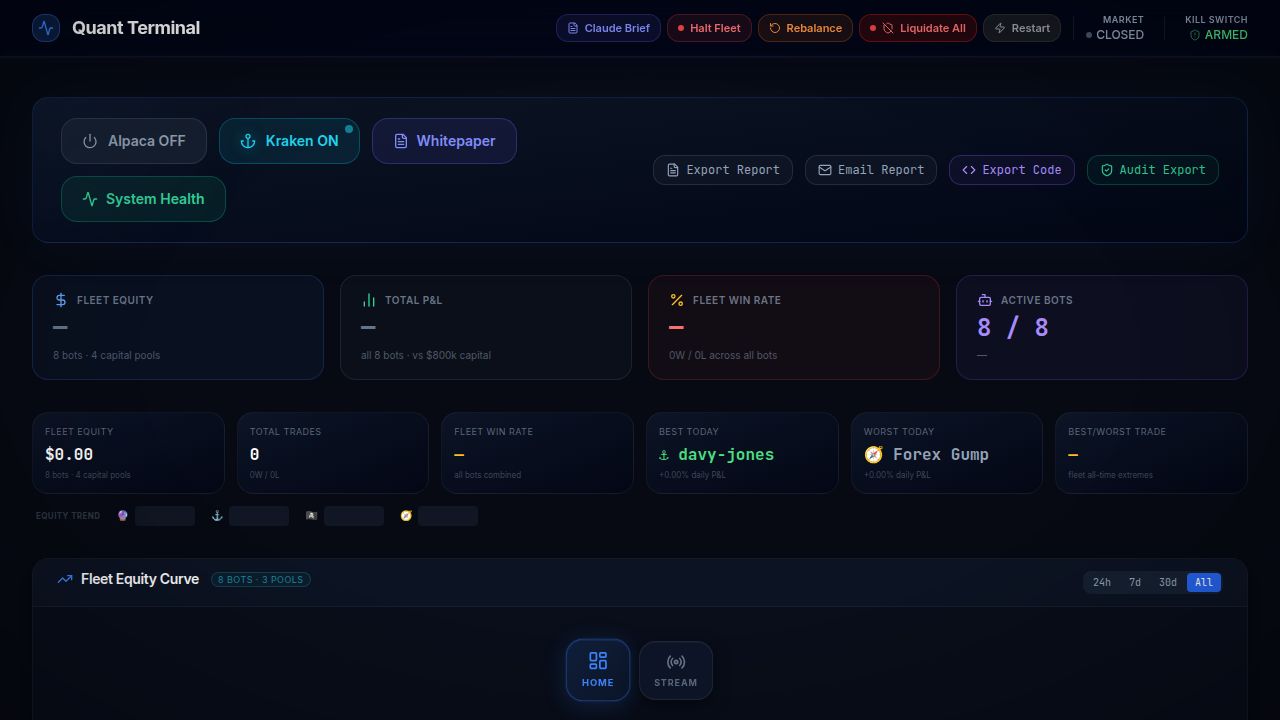 Quant Terminal
Claude Brief
Halt Fleet
Rebalance
Liquidate All
Restart
MARKET
CLOSED
KILL SWITCH
ARMED
Alpaca OFF
Kraken ON
Whitepaper
System Health
Export Report
Email Report
Export Code
Audit Export
FLEET EQUITY
—
8 bots · 4 capital pools
TOTAL P&L
—
all 8 bots · vs $800k capital
FLEET WIN RATE
—
0W / 0L across all bots
ACTIVE BOTS
8 / 8
—
FLEET EQUITY
$0.00
8 bots · 4 capital pools
TOTAL TRADES
0
0W / 0L
FLEET WIN RATE
—
all bots combined
BEST TODAY
⚓ davy-jones
+0.00% daily P&L
WORST TODAY
🧭 Forex Gump
+0.00% daily P&L
BEST/WORST TRADE
—
fleet all-time extremes
EQUITY TREND
Fleet Equity Curve
8 BOTS · 3 POOLS
24h 7d 30d All
HOME
STREAM